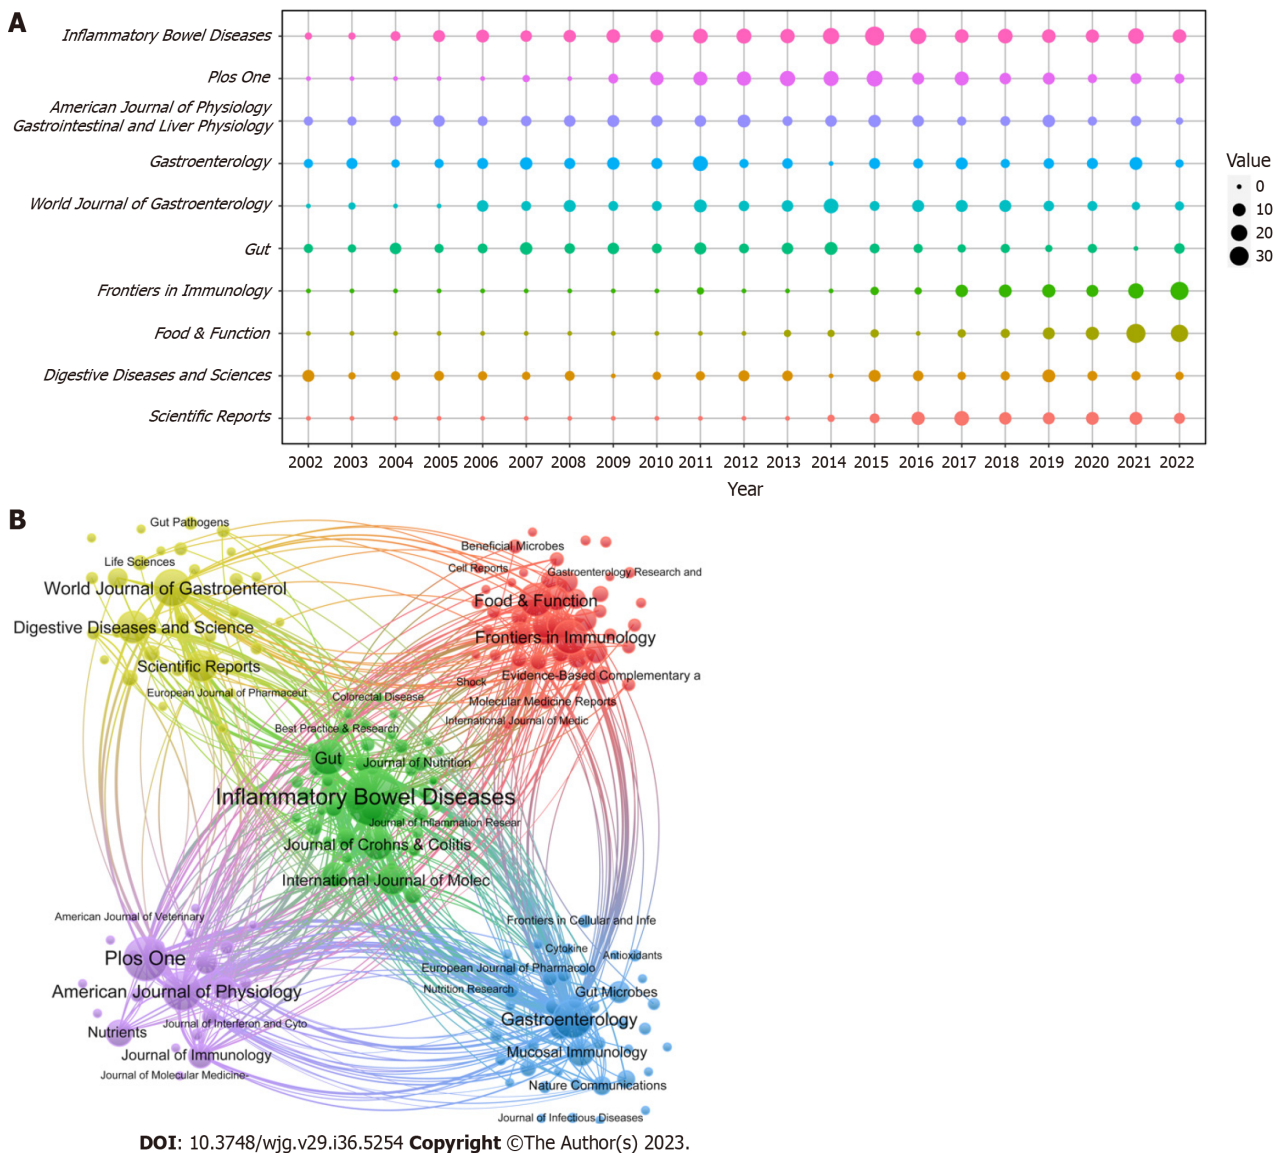 A
Inflammatory Bowel Diseases
Plos One
American Journal of Physiology
Gastrointestinal and Liver Physiology
Gastroenterology
World Journal of Gastroenterology
Gut
Frontiers in Immunology
Food & Function
Digestive Diseases and Sciences
Scientific Reports
Value
0
10
20
30
2002 2003 2004 2005 2006 2007 2008 2009 2010 2011 2012 2013 2014 2015 2016 2017 2018 2019 2020 2021 2022
Year
B
Gut Pathogens
Life Sciences
World Journal of Gastroenterol
Digestive Diseases and Science
Scientific Reports
European Journal of Pharmaceut
Beneficial Microbes
Cell Reports
Gastroenterology Research and
Food & Function
Frontiers in Immunology
Evidence-Based Complementary a
Shock
Molecular Medicine Reports
International Journal of Medic
Colorectal Disease
Best Practice & Research
Gut
Journal of Nutrition
Inflammatory Bowel Diseases
Journal of Inflammation Resear
Journal of Crohns & Colitis
International Journal of Molec
American Journal of Veterinary
Plos One
American Journal of Physiology
Nutrients
Journal of Interferon and Cyto
Journal of Immunology
Journal of Molecular Medicine-
Frontiers in Cellular and Infe
Cytokine
Antioxidants
European Journal of Pharmacolo
Nutrition Research
Gut Microbes
Gastroenterology
Mucosal Immunology
Nature Communications
Journal of Infectious Diseases
DOI: 10.3748/wjg.v29.i36.5254 Copyright ©The Author(s) 2023.